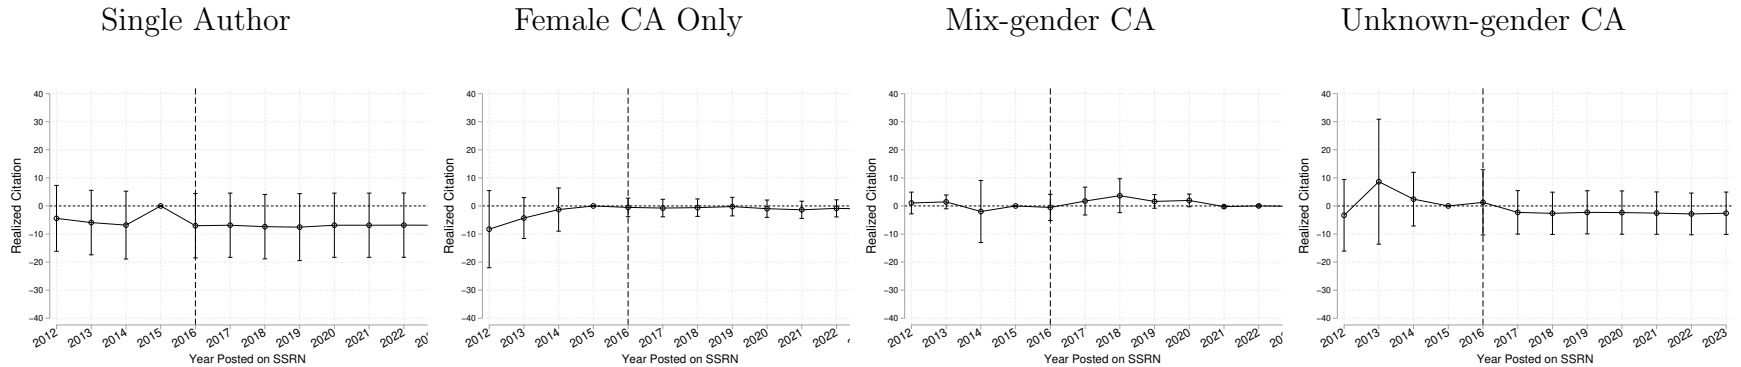 Single Author
Female CA Only
Mix-gender CA
Unknown-gender CA
Realized Citation
40
30
20
10
0
−10
−20
−30
−40
2012 2013 2014 2015 2016 2017 2018 2019 2020 2021 2022
Year Posted on SSRN
Realized Citation
40
30
20
10
0
−10
−20
−30
−40
2012 2013 2014 2015 2016 2017 2018 2019 2020 2021 2022
Year Posted on SSRN
Realized Citation
40
30
20
10
0
−10
−20
−30
−40
2012 2013 2014 2015 2016 2017 2018 2019 2020 2021 2022
Year Posted on SSRN
Realized Citation
40
30
20
10
0
−10
−20
−30
−40
2012 2013 2014 2015 2016 2017 2018 2019 2020 2021 2022 2023
Year Posted on SSRN